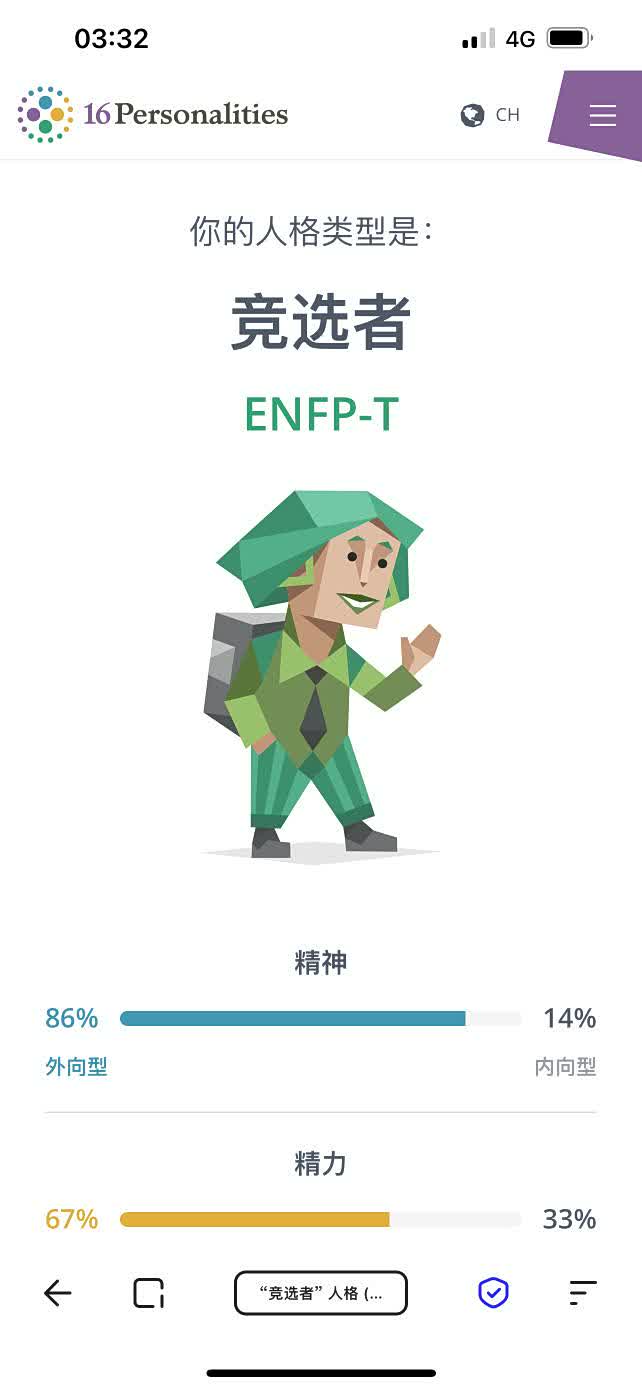 03:32
4G
16Personalities
CH
你的人格类型是：
竞选者
ENFP-T
精神
86%
14%
外向型
内向型
精力
67%
33%
“竞选者”人格 (...